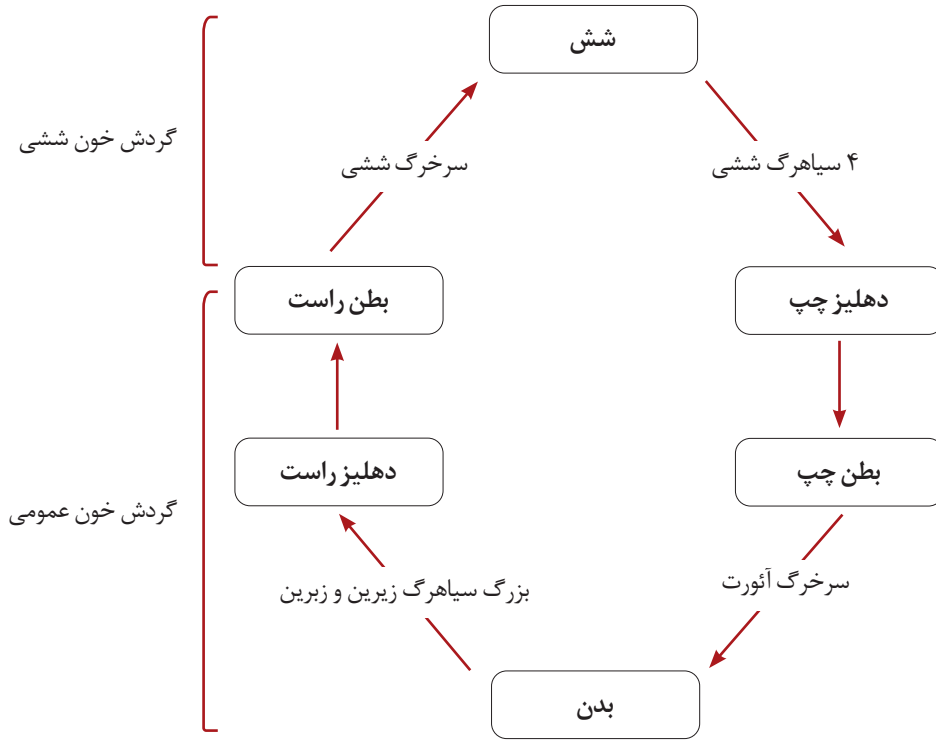 شش
گردش خون ششی
سرخرگ ششی
۴ سیاهرگ ششی
بطن راست
دهلیز چپ
دهلیز راست
بطن چپ
گردش خون عمومی
بزرگ سیاهرگ زیرین و زبرین
سرخرگ آئورت
بدن